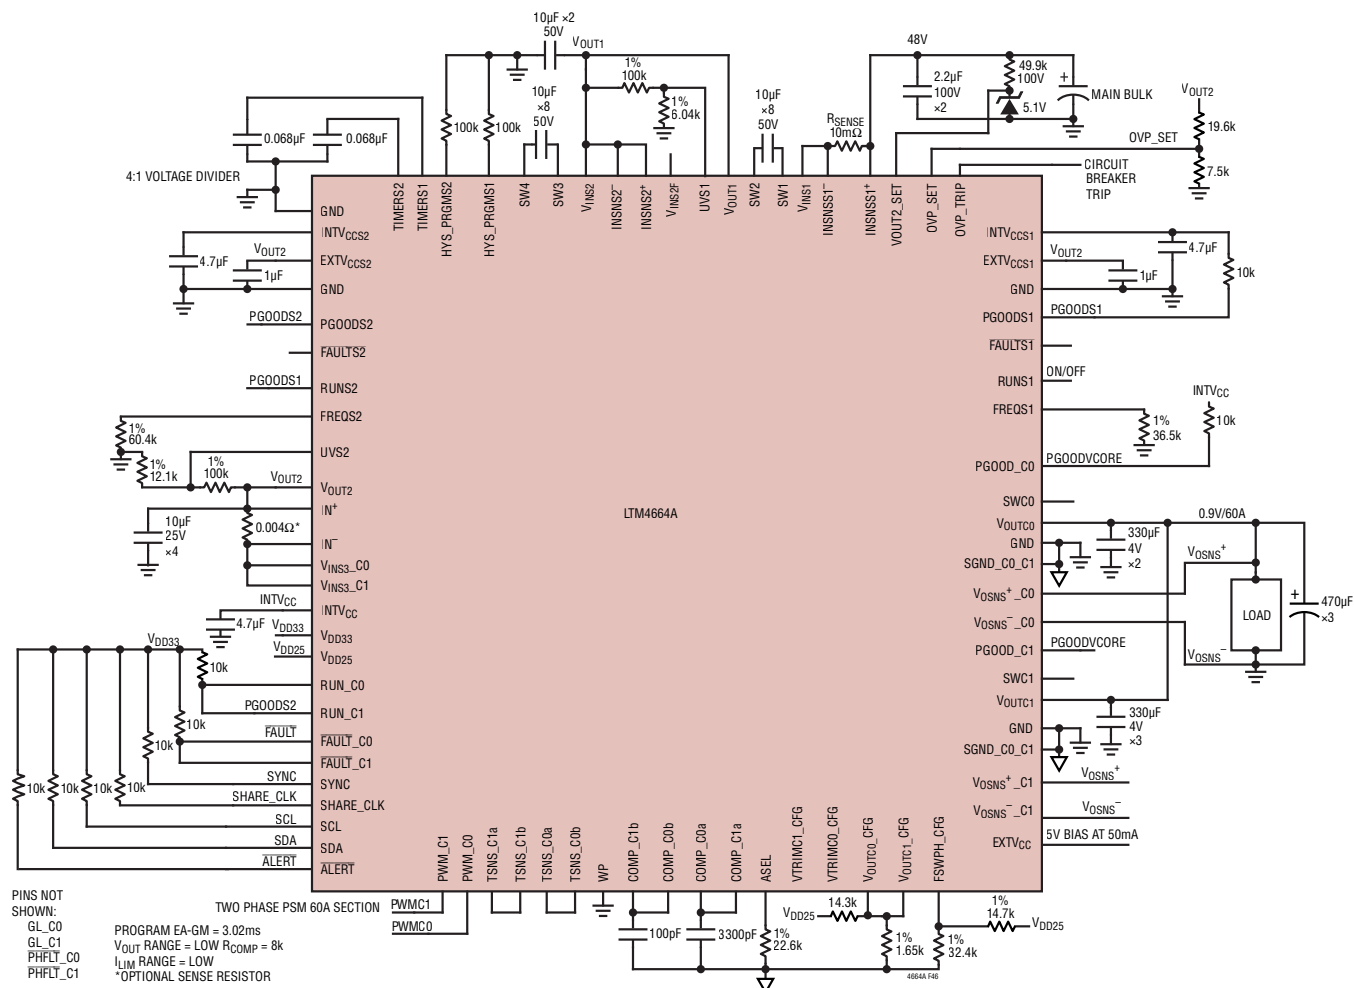 10µF ×2
50V
VOUT1
48V
1%
100k
10µF
×8
50V
1%
6.04k
10µF
×8
50V
RSENSE
10mΩ
2.2µF
100V
×2
49.9k
100V
5.1V
+
MAIN BULK
VOUT2
19.6k
OVP_SET
7.5k
CIRCUIT
BREAKER
TRIP
0.068µF
0.068µF
100k
100k
4:1 VOLTAGE DIVIDER
TIMERS2
TIMERS1
HYS_PRGMS2
HYS_PRGMS1
SW4
SW3
VINS2
INSNS2–
INSNS2+
VINS2F
UVS1
VOUT1
SW2
SW1
VINS1
INSNSS1–
INSNSS1+
VOUT2_SET
OVP_SET
OVP_TRIP
GND
INTVCCS2
4.7µF
VOUT2
1µF
EXTVCCS2
GND
PGOODS2
PGOODS2
FAULTS2
PGOODS1
RUNS2
FREQS2
1%
60.4k
1%
12.1k
UVS2
1%
100k
VOUT2
VOUT2
IN+
10µF
25V
×4
0.004Ω*
IN–
VINS3_C0
VINS3_C1
INTVCC
INTVCC
4.7µF
VDD33
VDD33
VDD25
VDD25
VDD33
10k
RUN_C0
PGOODS2
RUN_C1
10k
FAULT
FAULT_C0
10k
FAULT_C1
SYNC
SYNC
10k
10k
10k
10k
SHARE_CLK
SHARE_CLK
SCL
SCL
SDA
SDA
ALERT
ALERT
LTM4664A
INTVCCS1
4.7µF
VOUT2
EXTVCCS1
1µF
10k
GND
PGOODS1
PGOODS1
FAULTS1
RUNS1
ON/OFF
FREQS1
1%
36.5k
INTVCC
10k
PGOOD_C0
PGOODVCORE
SWC0
VOUTC0
0.9V/60A
330µF
4V
×2
GND
SGND_C0_C1
VOSNS+
VOSNS+_C0
LOAD
+
470µF
×3
VOSNS–_C0
PGOOD_C1
PGOODVCORE
VOSNS–
SWC1
VOUTC1
330µF
4V
×3
GND
SGND_C0_C1
VOSNS+_C1
VOSNS+
VOSNS–_C1
VOSNS–
EXTVCC
5V BIAS AT 50mA
PWM_C1
PWM_C0
TSNS_C1a
TSNS_C1b
TSNS_C0a
TSNS_C0b
WP
COMP_C1b
COMP_C0b
COMP_C0a
COMP_C1a
ASEL
VTRIMC1_CFG
VTRIMC0_CFG
VOUTC0_CFG
VOUTC1_CFG
FSWPH_CFG
TWO PHASE PSM 60A SECTION
PWMC1
PWMC0
100pF
3300pF
1%
22.6k
VDD25
14.3k
1%
1.65k
1%
32.4k
1%
14.7k
VDD25
4664A F46
PINS NOT
SHOWN:
GL_C0
GL_C1
PHFLT_C0
PHFLT_C1
PROGRAM EA-GM = 3.02ms
VOUT RANGE = LOW RCOMP = 8k
ILIM RANGE = LOW
*OPTIONAL SENSE RESISTOR